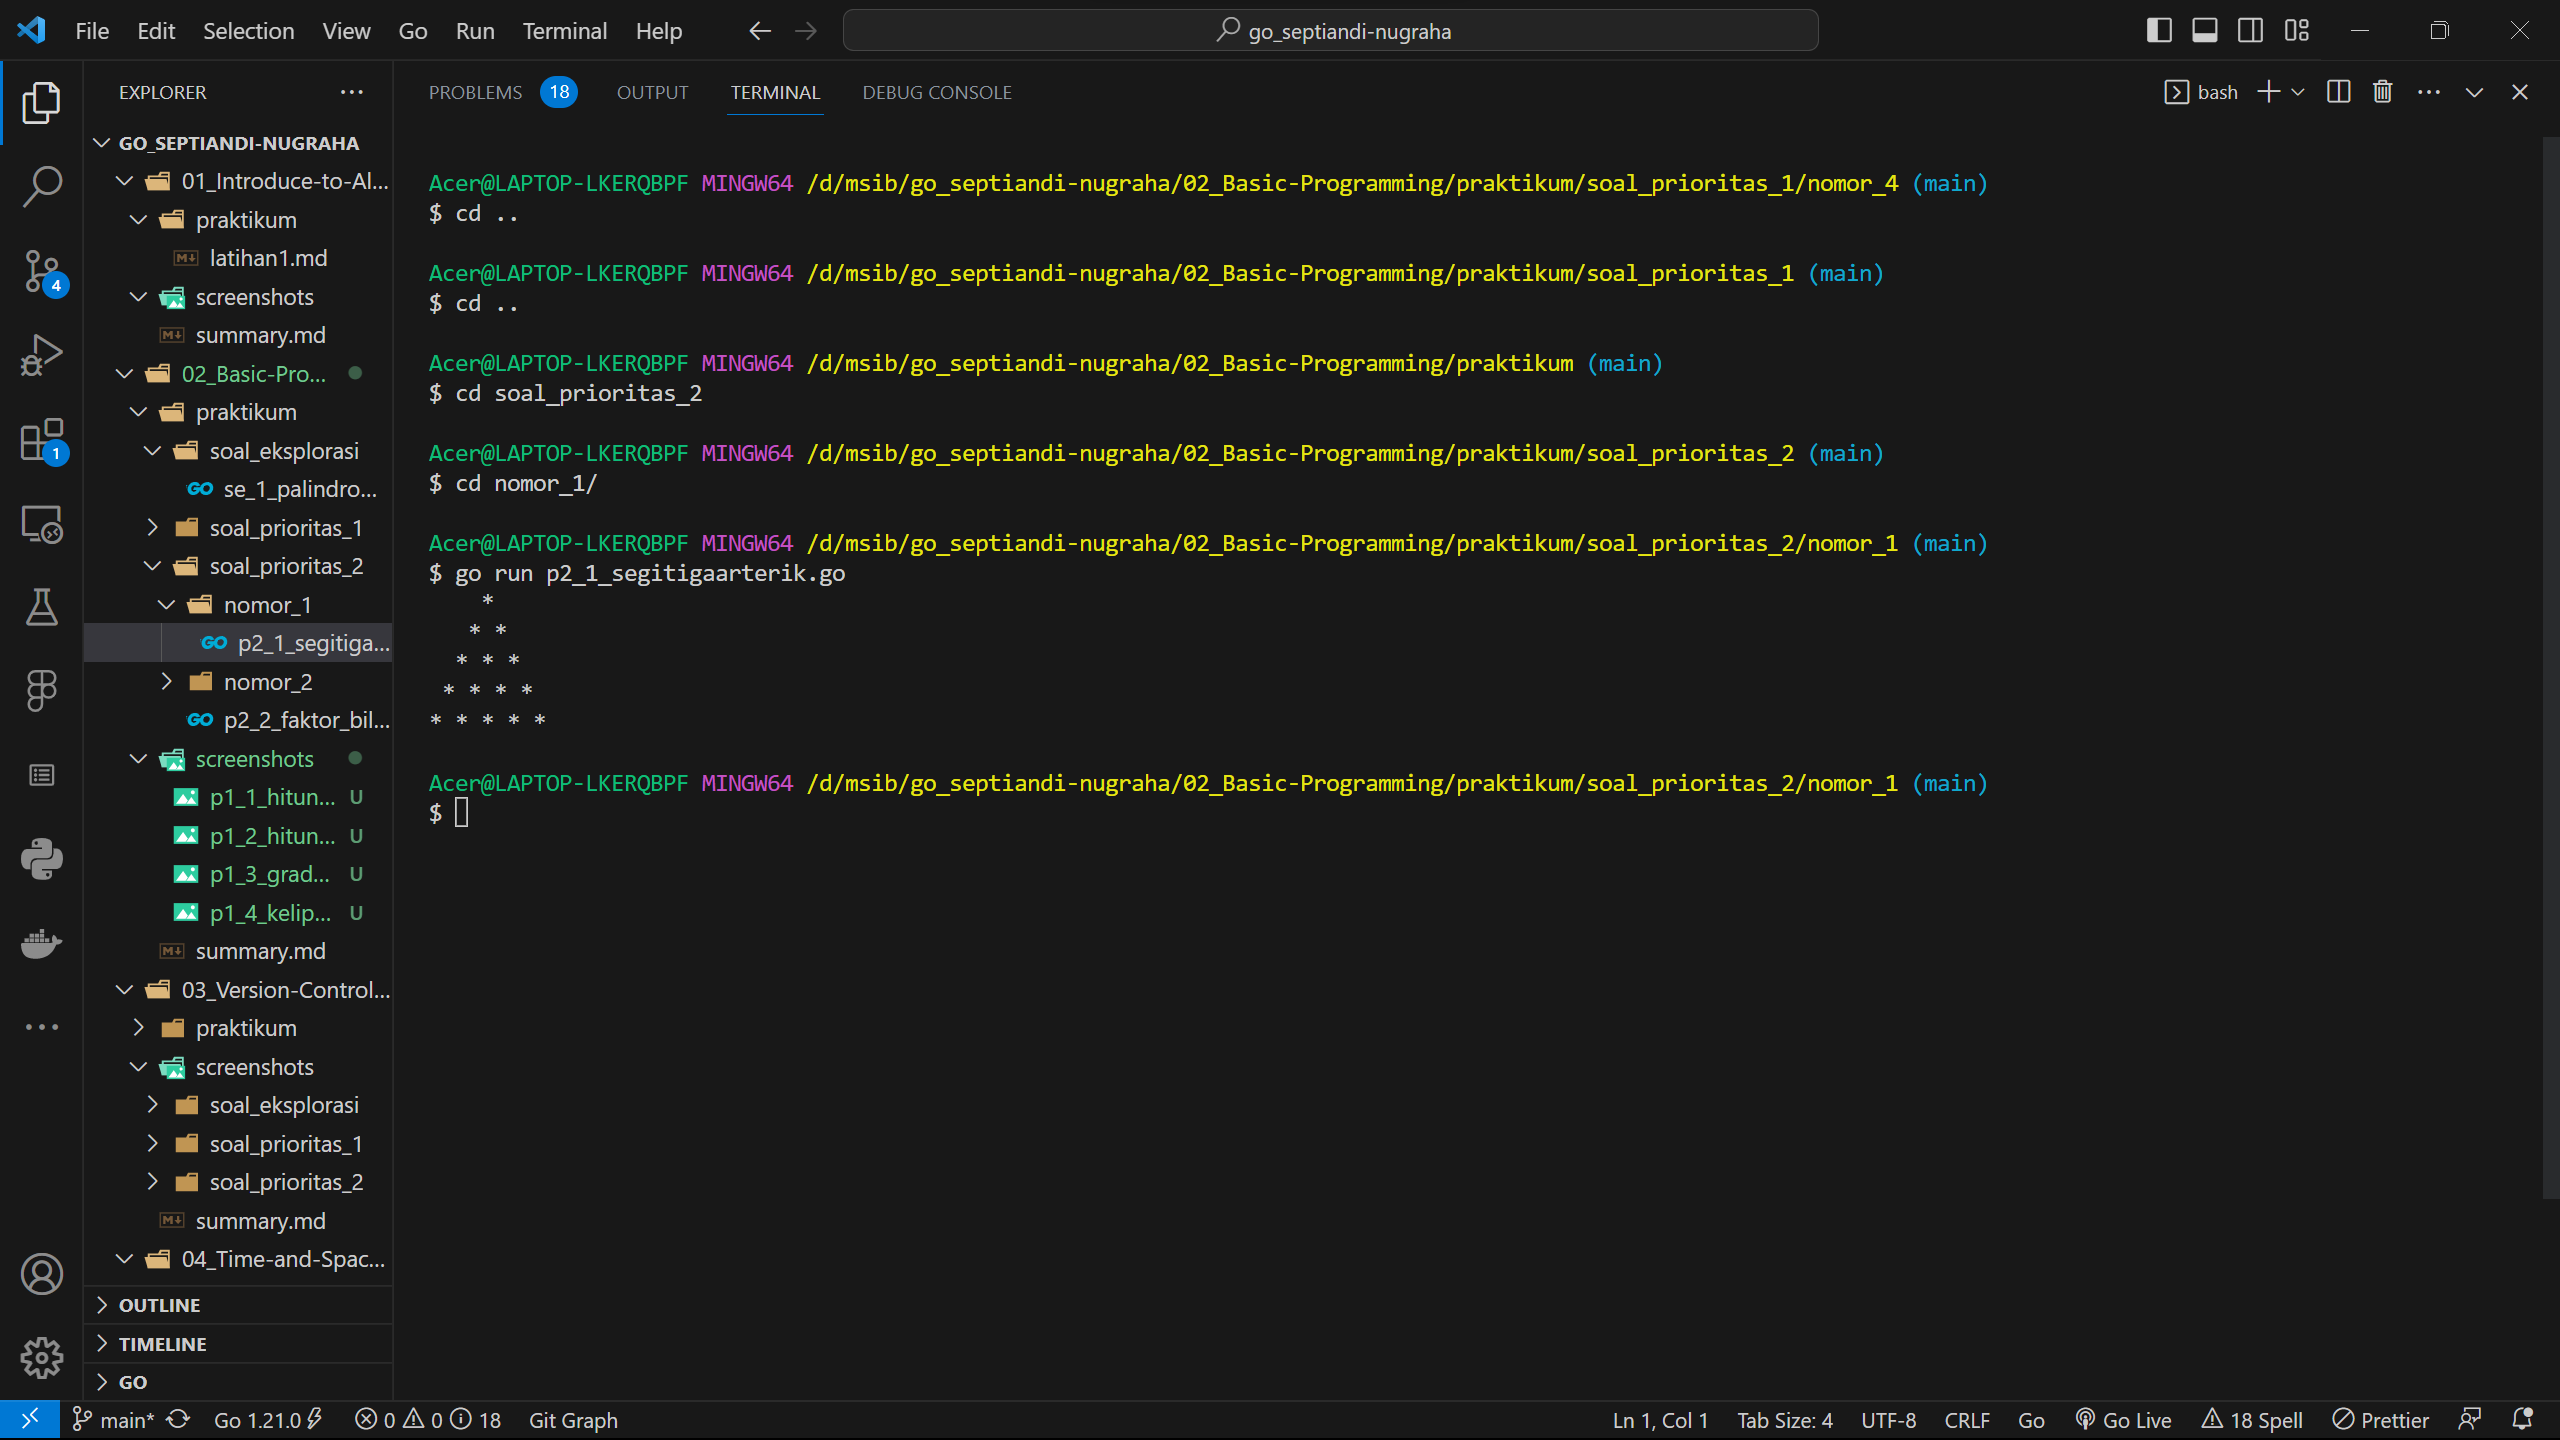 File Edit Selection View Go Run Terminal Help
go_septiandi-nugraha
EXPLORER
GO_SEPTIANDI-NUGRAHA
01_Introduce-to-Al...
praktikum
latihan1.md
screenshots
summary.md
02_Basic-Pro...
praktikum
soal_eksplorasi
se_1_palindro...
soal_prioritas_1
soal_prioritas_2
nomor_1
p2_1_segitiga...
nomor_2
p2_2_faktor_bil...
screenshots
p1_1_hitun... U
p1_2_hitun... U
p1_3_grad... U
p1_4_kelip... U
summary.md
03_Version-Control...
praktikum
screenshots
soal_eksplorasi
soal_prioritas_1
soal_prioritas_2
summary.md
04_Time-and-Spac...
OUTLINE
TIMELINE
GO
4
1
PROBLEMS 18 OUTPUT TERMINAL DEBUG CONSOLE
bash
Acer@LAPTOP-LKERQBPF MINGW64 /d/msib/go_septiandi-nugraha/02_Basic-Programming/praktikum/soal_prioritas_1/nomor_4 (main)
$ cd ..
Acer@LAPTOP-LKERQBPF MINGW64 /d/msib/go_septiandi-nugraha/02_Basic-Programming/praktikum/soal_prioritas_1 (main)
$ cd ..
Acer@LAPTOP-LKERQBPF MINGW64 /d/msib/go_septiandi-nugraha/02_Basic-Programming/praktikum (main)
$ cd soal_prioritas_2
Acer@LAPTOP-LKERQBPF MINGW64 /d/msib/go_septiandi-nugraha/02_Basic-Programming/praktikum/soal_prioritas_2 (main)
$ cd nomor_1/
Acer@LAPTOP-LKERQBPF MINGW64 /d/msib/go_septiandi-nugraha/02_Basic-Programming/praktikum/soal_prioritas_2/nomor_1 (main)
$ go run p2_1_segitigaarterik.go
    *
   * *
  * * *
 * * * *
* * * * *
Acer@LAPTOP-LKERQBPF MINGW64 /d/msib/go_septiandi-nugraha/02_Basic-Programming/praktikum/soal_prioritas_2/nomor_1 (main)
$
main* Go 1.21.0 0 0 18 Git Graph Ln 1, Col 1 Tab Size: 4 UTF-8 CRLF Go Go Live 18 Spell Prettier